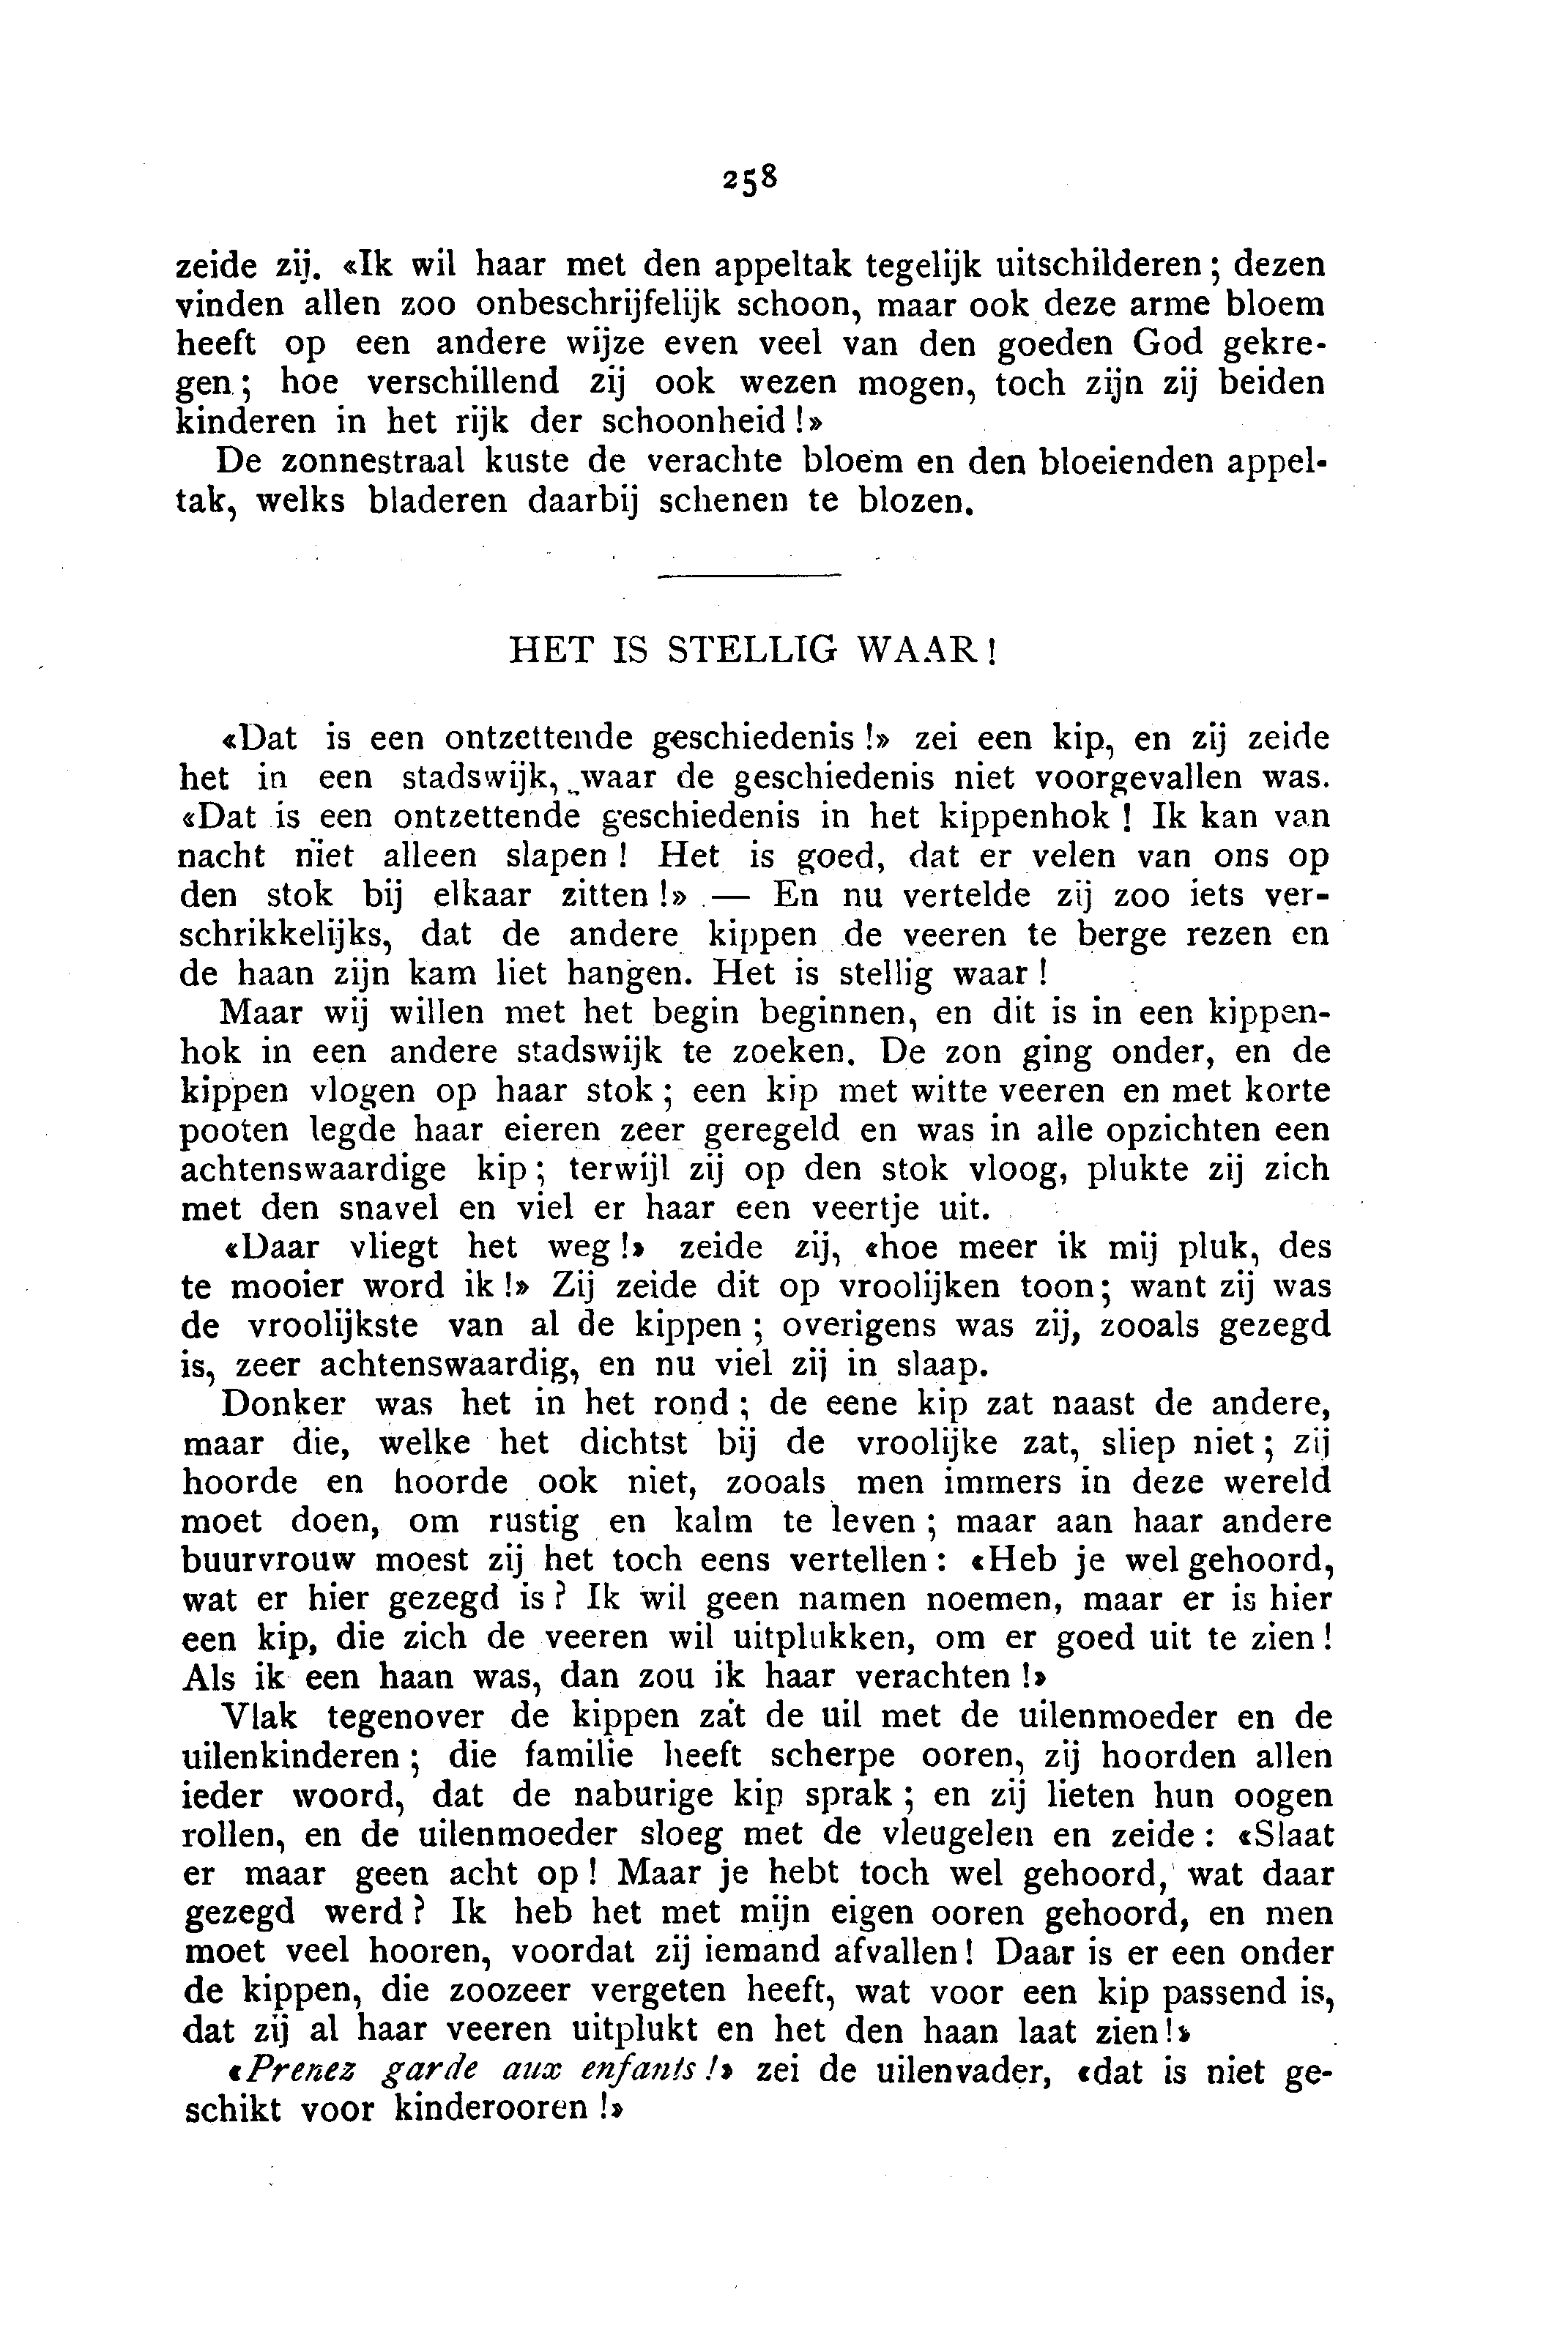 258
zeide zij. «Ik wil haar met den appeltak tegelijk uitschilderen; dezen
vinden allen zoo onbeschrijfelijk schoon, maar ook deze arme bloem
heeft op een andere wijze even veel van den goeden God gekre-
gen; hoe verschillend zij ook wezen mogen, toch zijn zij beiden
kinderen in het rijk der schoonheid!»
De zonnestraal kuste de verachte bloem en den bloeienden appel-
tak, welks bladeren daarbij schenen te blozen.
HET IS STELLIG WAAR!
«Dat is een ontzettende geschiedenis!» zei een kip, en zij zeide
het in een stadswijk, waar de geschiedenis niet voorgevallen was.
«Dat is een ontzettende geschiedenis in het kippenhok! Ik kan van
nacht niet alleen slapen! Het is goed, dat er velen van ons op
den stok bij elkaar zitten!» — En nu vertelde zij zoo iets ver-
schrikkelijks, dat de andere kippen de veeren te berge rezen en
de haan zijn kam liet hangen. Het is stellig waar!
Maar wij willen met het begin beginnen, en dit is in een kippen-
hok in een andere stadswijk te zoeken. De zon ging onder, en de
kippen vlogen op haar stok; een kip met witte veeren en met korte
pooten legde haar eieren zeer geregeld en was in alle opzichten een
achtenswaardige kip; terwijl zij op den stok vloog, plukte zij zich
met den snavel en viel er haar een veertje uit.
«Daar vliegt het weg!» zeide zij, «hoe meer ik mij pluk, des
te mooier word ik!» Zij zeide dit op vroolijken toon; want zij was
de vroolijkste van al de kippen; overigens was zij, zooals gezegd
is, zeer achtenswaardig, en nu viel zij in slaap.
Donker was het in het rond; de eene kip zat naast de andere,
maar die, welke het dichtst bij de vroolijke zat, sliep niet; zij
hoorde en hoorde ook niet, zooals men immers in deze wereld
moet doen, om rustig en kalm te leven; maar aan haar andere
buurvrouw moest zij het toch eens vertellen: «Heb je wel gehoord,
wat er hier gezegd is? Ik wil geen namen noemen, maar er is hier
een kip, die zich de veeren wil uitplukken, om er goed uit te zien!
Als ik een haan was, dan zou ik haar verachten!»
Vlak tegenover de kippen zat de uil met de uilenmoeder en de
uilenkinderen; die familie heeft scherpe ooren, zij hoorden allen
ieder woord, dat de naburige kip sprak; en zij lieten hun oogen
rollen, en de uilenmoeder sloeg met de vleugelen en zeide: «Slaat
er maar geen acht op! Maar je hebt toch wel gehoord, wat daar
gezegd werd? Ik heb het met mijn eigen ooren gehoord, en men
moet veel hooren, voordat zij iemand afvallen! Daar is er een onder
de kippen, die zoozeer vergeten heeft, wat voor een kip passend is,
dat zij al haar veeren uitplukt en het den haan laat zien!»
«Prenez garde aux enfants!» zei de uilenvader, «dat is niet ge-
schikt voor kinderooren!»